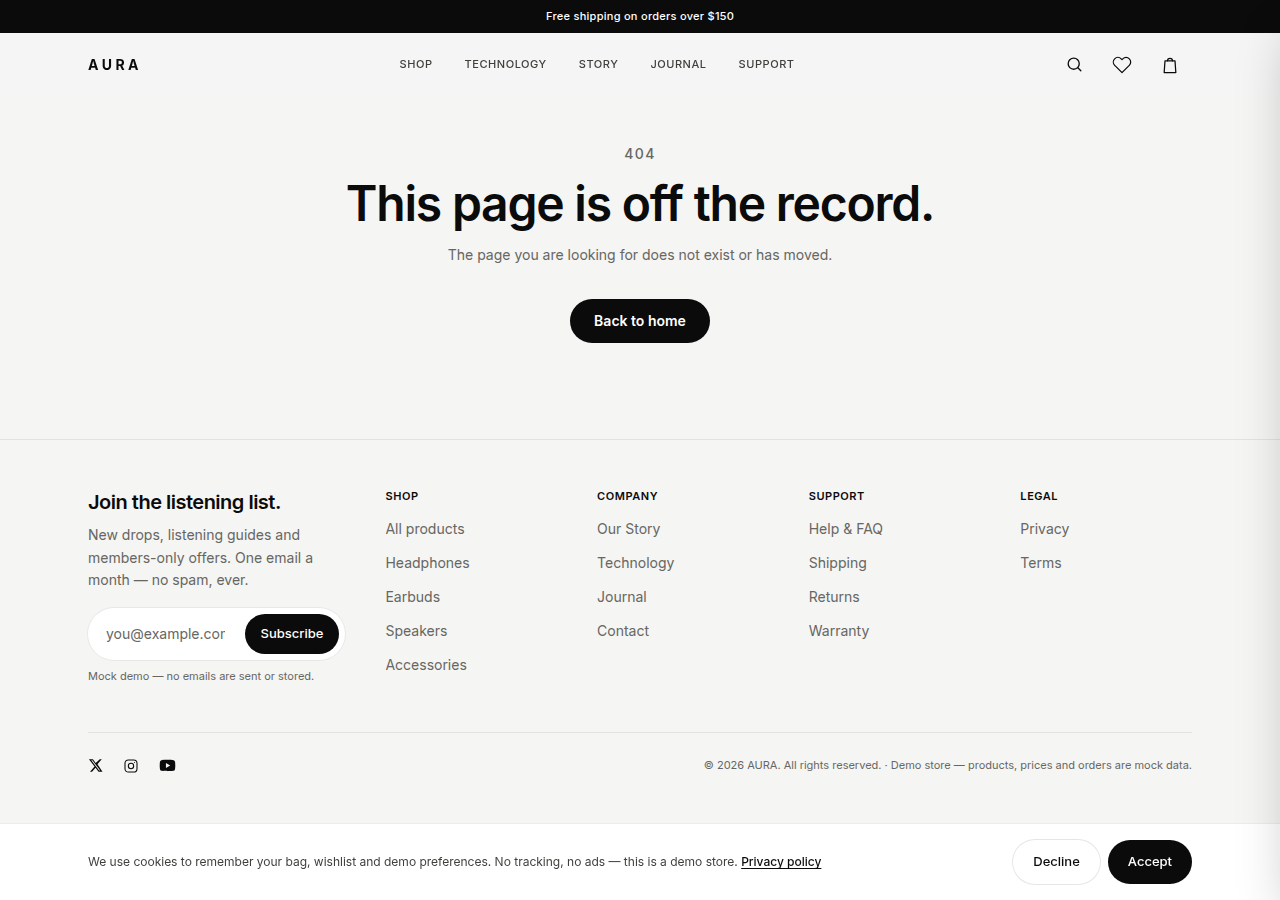 Free shipping on orders over $150
AURA
SHOP TECHNOLOGY STORY JOURNAL SUPPORT
404
This page is off the record.
The page you are looking for does not exist or has moved.
Back to home
Join the listening list.
New drops, listening guides and
members-only offers. One email a
month — no spam, ever.
you@example.cor
Subscribe
Mock demo — no emails are sent or stored.
SHOP
All products
Headphones
Earbuds
Speakers
Accessories
COMPANY
Our Story
Technology
Journal
Contact
SUPPORT
Help & FAQ
Shipping
Returns
Warranty
LEGAL
Privacy
Terms
© 2026 AURA. All rights reserved. · Demo store — products, prices and orders are mock data.
We use cookies to remember your bag, wishlist and demo preferences. No tracking, no ads — this is a demo store. Privacy policy
Decline
Accept